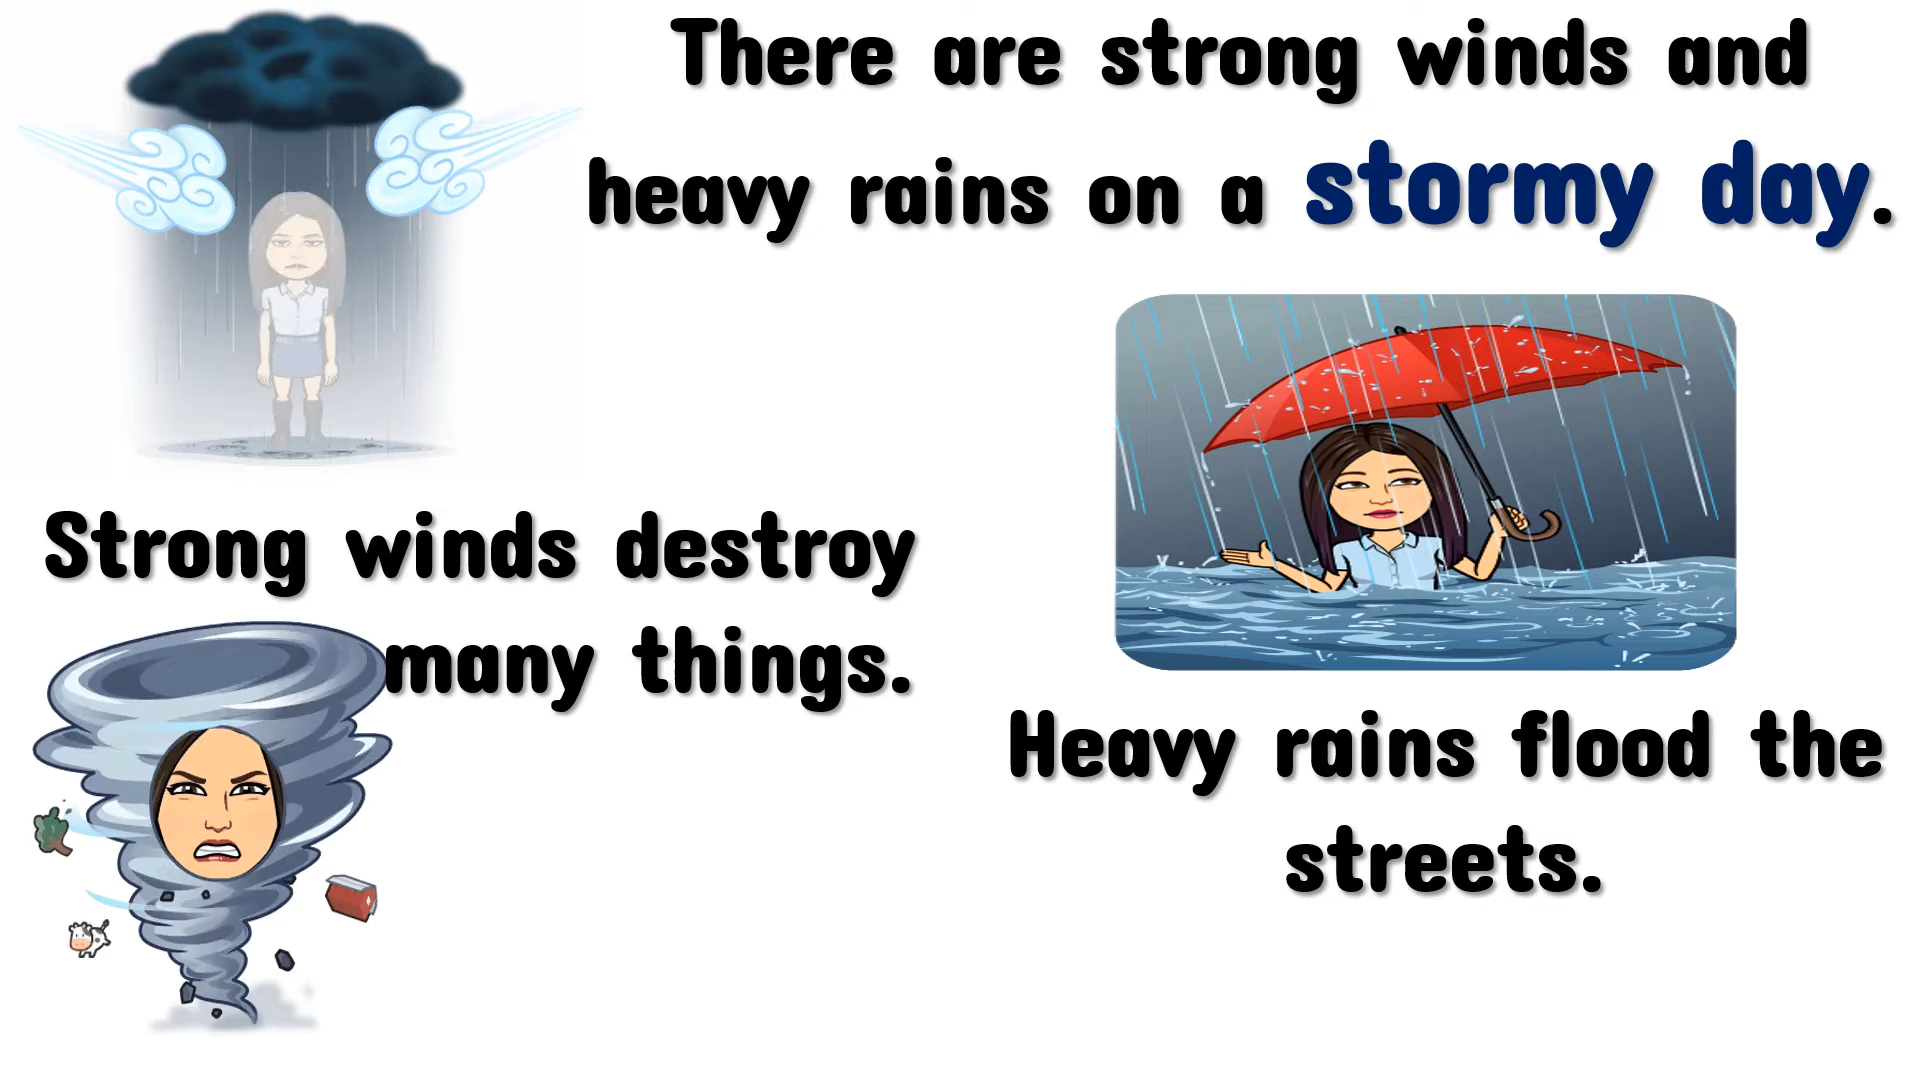 There are strong winds and
heavy rains on a stormy day.
Strong winds destroy
many things.
Heavy rains flood the
streets.